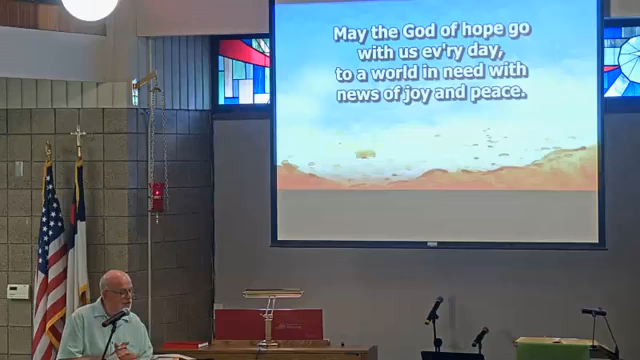 May the God of hope go
with us ev'ry day,
to a world in need with
news of joy and peace.